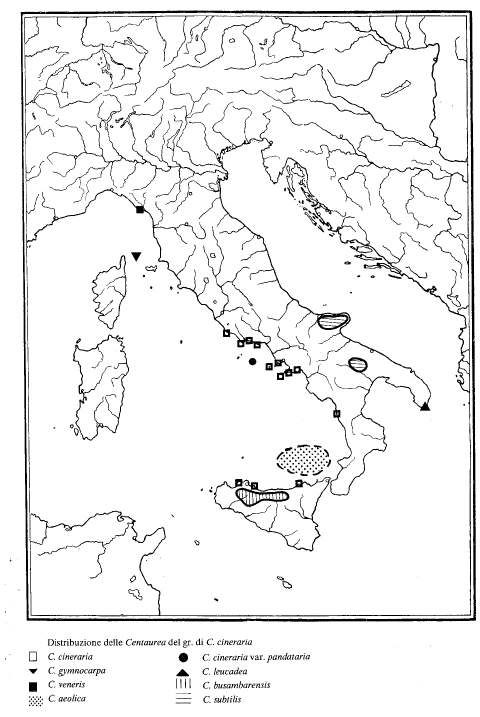 Distribuzione delle Centaurea del gr. di C. cineraria
C. cineraria
C. gymnocarpa
C. veneris
C. aeolica
C. cineraria var. pandataria
C. leucadea
C. busambarensis
C. subtilis